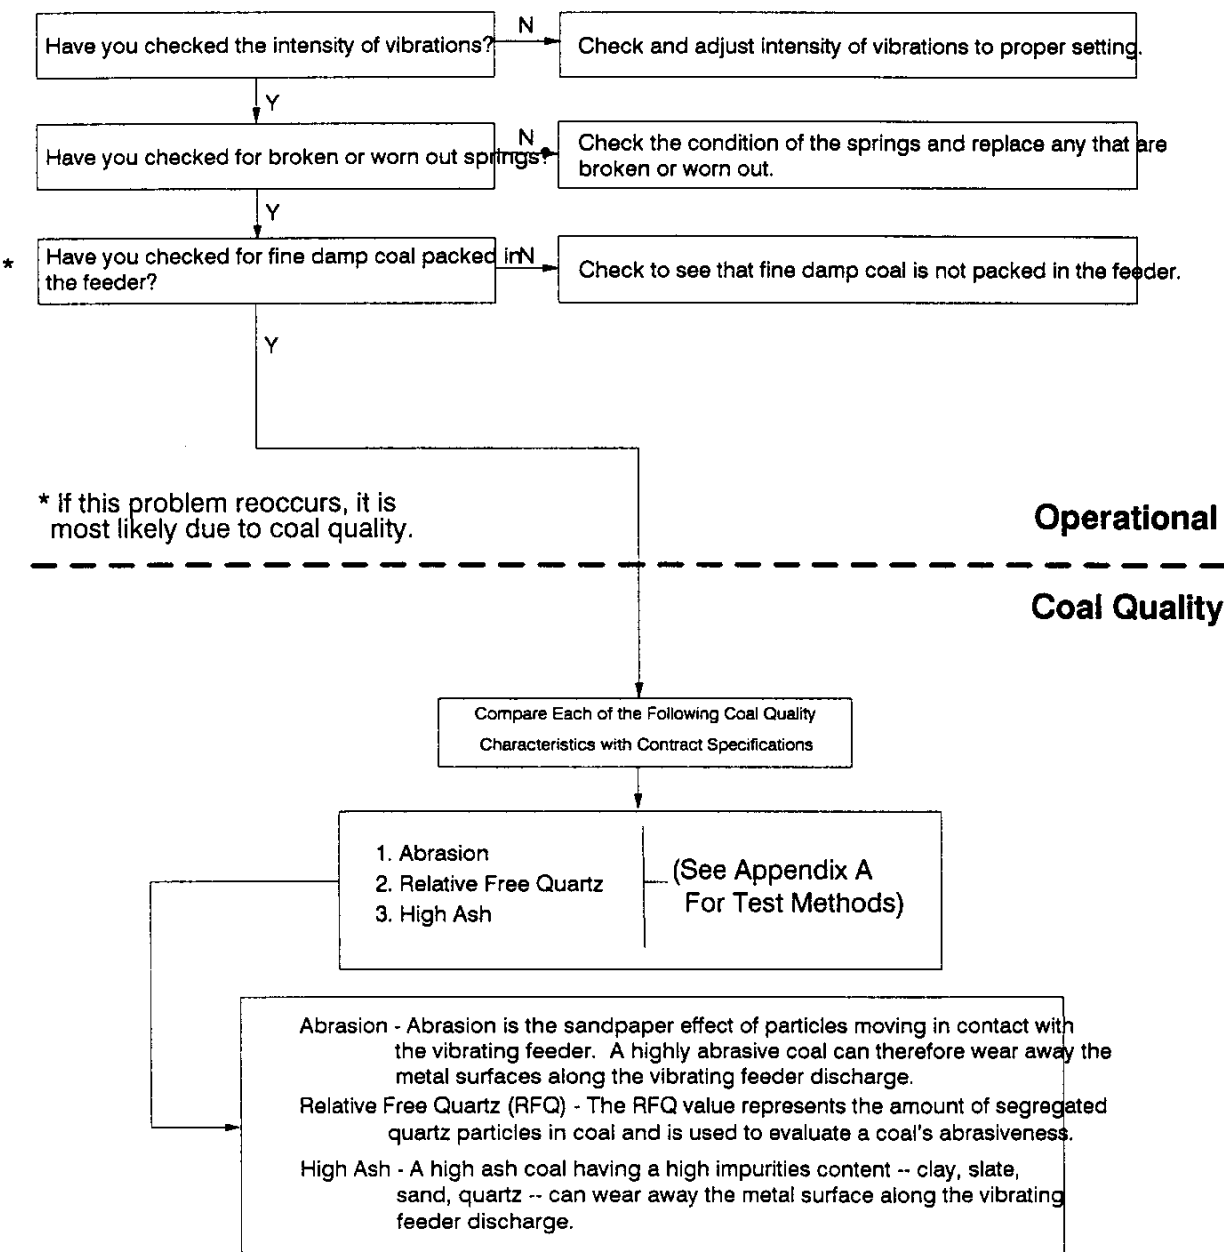 N
Have you checked the intensity of vibrations?
Check and adjust intensity of vibrations to proper setting.
Y
N
Have you checked for broken or worn out springs?
Check the condition of the springs and replace any that are
broken or worn out.
Y
* Have you checked for fine damp coal packed in
the feeder?
N
Check to see that fine damp coal is not packed in the feeder.
Y
* If this problem reoccurs, it is
most likely due to coal quality.
Operational
Coal Quality
Compare Each of the Following Coal Quality
Characteristics with Contract Specifications
1. Abrasion
2. Relative Free Quartz
3. High Ash
(See Appendix A
For Test Methods)
Abrasion - Abrasion is the sandpaper effect of particles moving in contact with
the vibrating feeder. A highly abrasive coal can therefore wear away the
metal surfaces along the vibrating feeder discharge.
Relative Free Quartz (RFQ) - The RFQ value represents the amount of segregated
quartz particles in coal and is used to evaluate a coal's abrasiveness.
High Ash - A high ash coal having a high impurities content -- clay, slate,
sand, quartz -- can wear away the metal surface along the vibrating
feeder discharge.